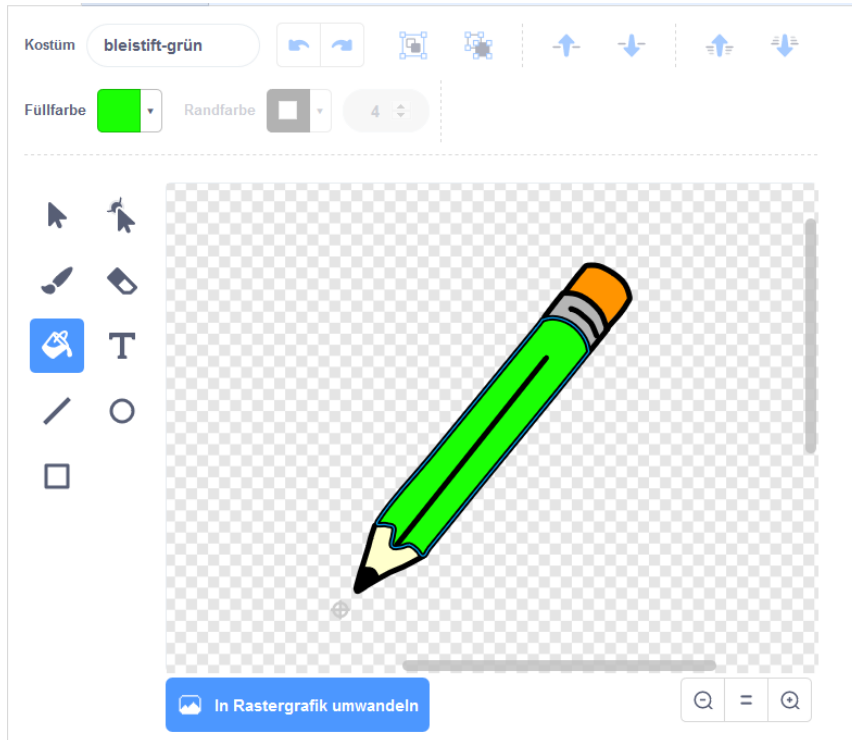 Kostüm bleistift-grün
Füllfarbe Randfarbe 4
T
In Rastergrafik umwandeln